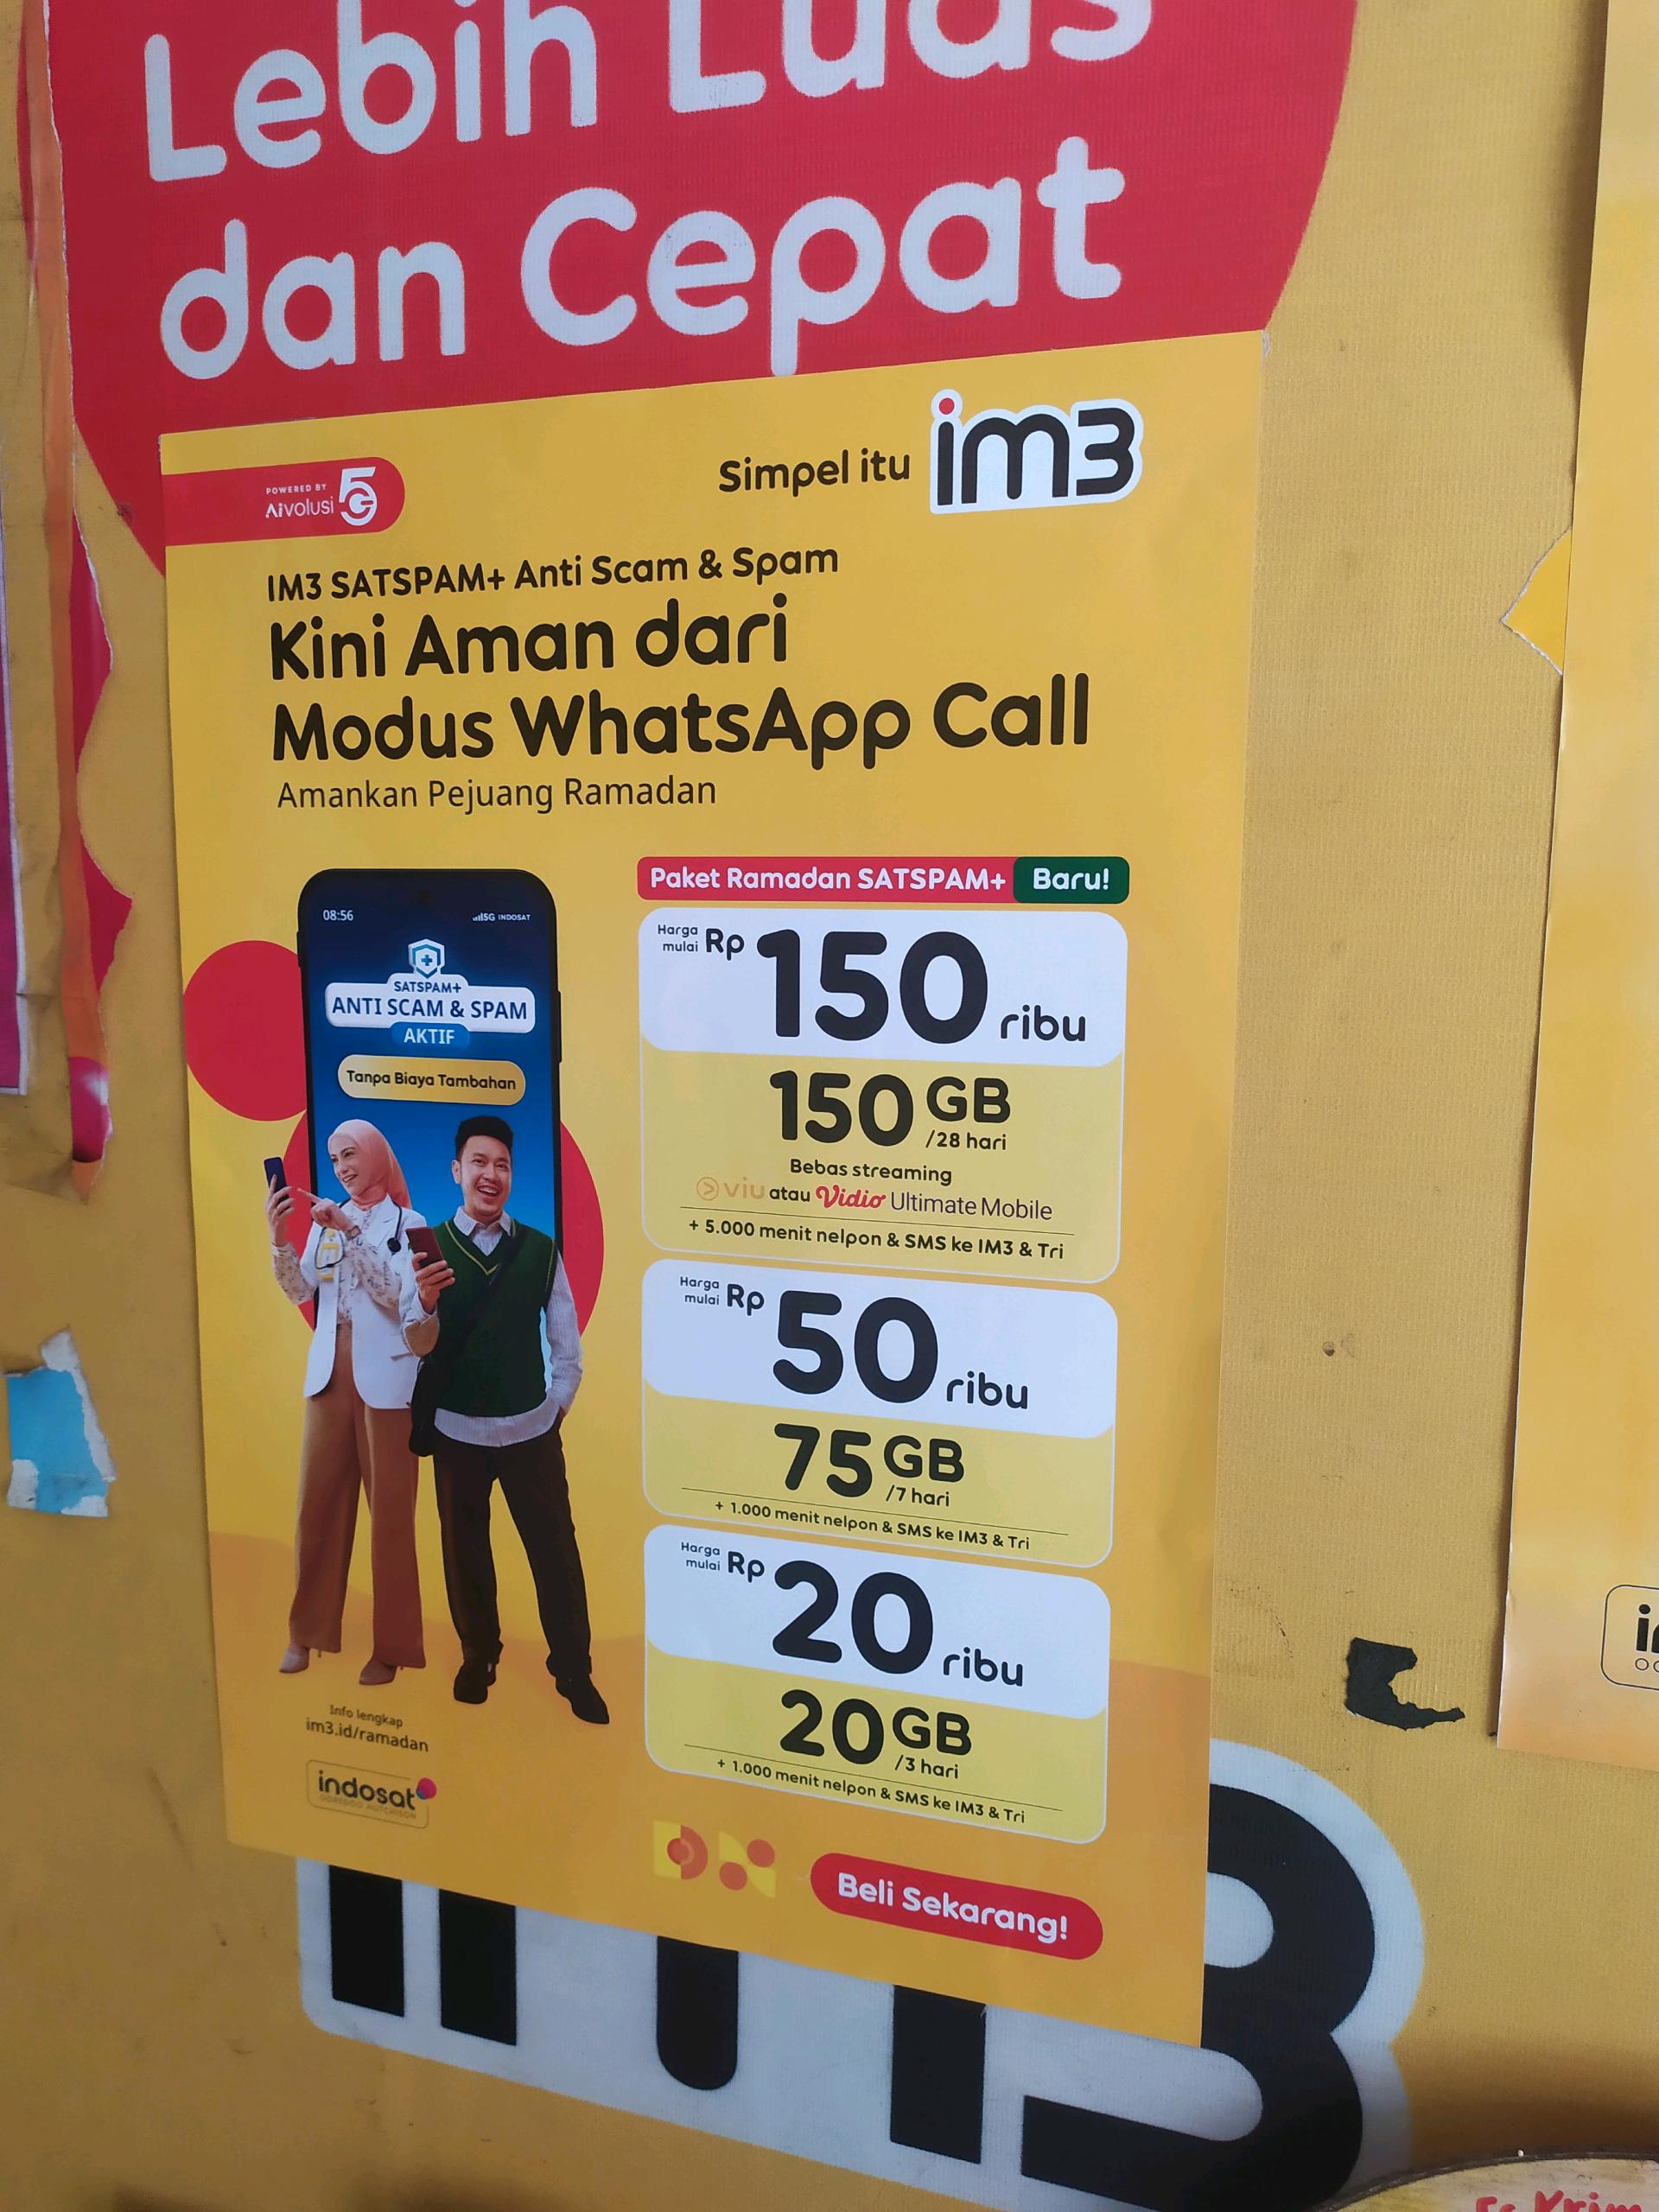 Lebih Luas
dan Cepat
POWERED BY
AIvolusi 5G
Simpel itu im3
IM3 SATSPAM+ Anti Scam & Spam
Kini Aman dari
Modus WhatsApp Call
Amankan Pejuang Ramadan
08:56
5G INDOSAT
SATSPAM+
ANTI SCAM & SPAM
AKTIF
Tanpa Biaya Tambahan
Info lengkap
im3.id/ramadan
indosat
OOREDOO HUTCHISON
Paket Ramadan SATSPAM+ Baru!
Harga mulai Rp 150 ribu
150 GB
/28 hari
Bebas streaming
viu atau Vidio Ultimate Mobile
+ 5.000 menit nelpon & SMS ke IM3 & Tri
Harga mulai Rp 50 ribu
75 GB
/7 hari
+ 1.000 menit nelpon & SMS ke IM3 & Tri
Harga mulai Rp 20 ribu
20 GB
/3 hari
+ 1.000 menit nelpon & SMS ke IM3 & Tri
Beli Sekarang!
im3